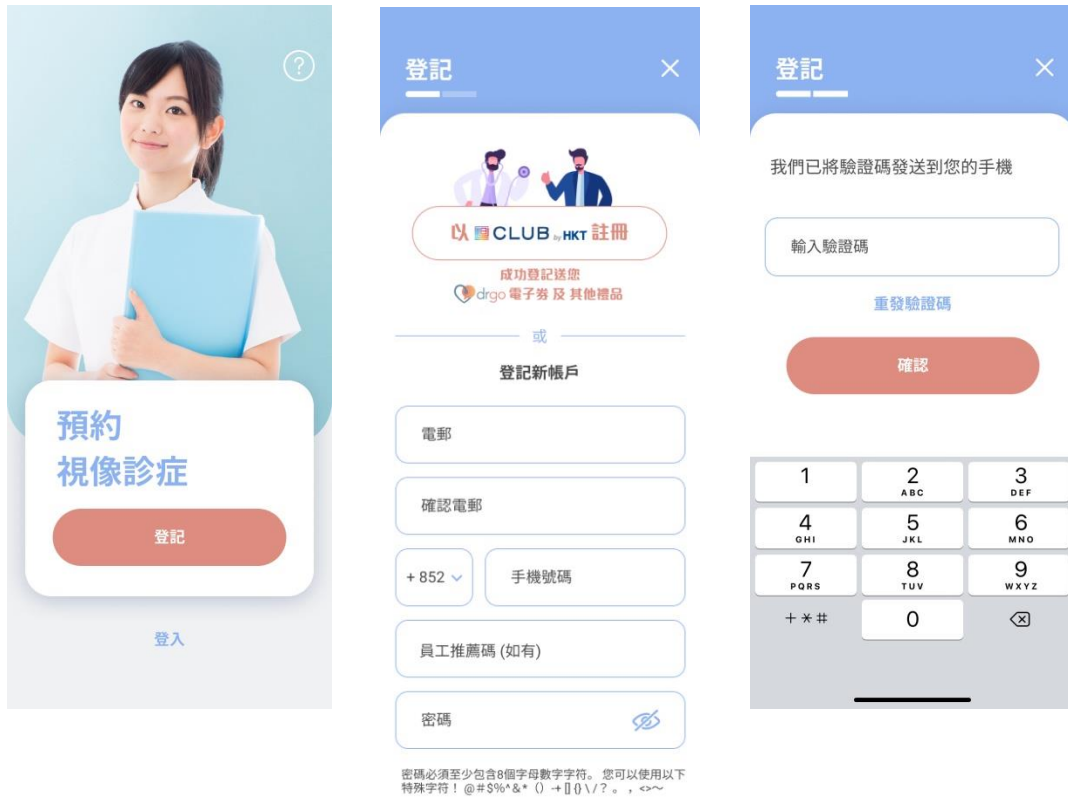 ?
預約
視像診症
登記
登入
登記
以 CLUB by HKT 註冊
成功登記送您
drgo 電子券 及 其他禮品
或
登記新帳戶
電郵
確認電郵
+ 852
手機號碼
員工推薦碼 (如有)
密碼
密碼必須至少包含8個字母數字字符。 您可以使用以下
特殊字符！ @＃$%^&*（）-+ [] {} \ / ? 。 , <>~
登記
我們已將驗證碼發送到您的手機
輸入驗證碼
重發驗證碼
確認
1
2
ABC
3
DEF
4
GHI
5
JKL
6
MNO
7
PQRS
8
TUV
9
WXYZ
+ * #
0